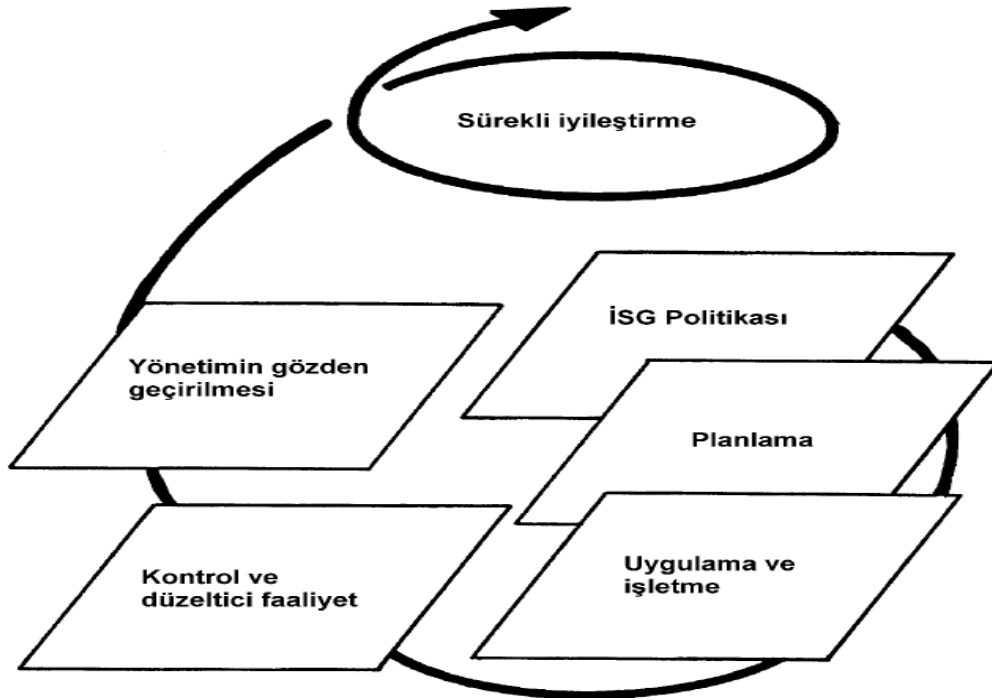 Sürekli iyileştirme
İSG Politikası
Yönetimin gözden
geçirilmesi
Planlama
Kontrol ve
düzeltici faaliyet
Uygulama ve
işletme